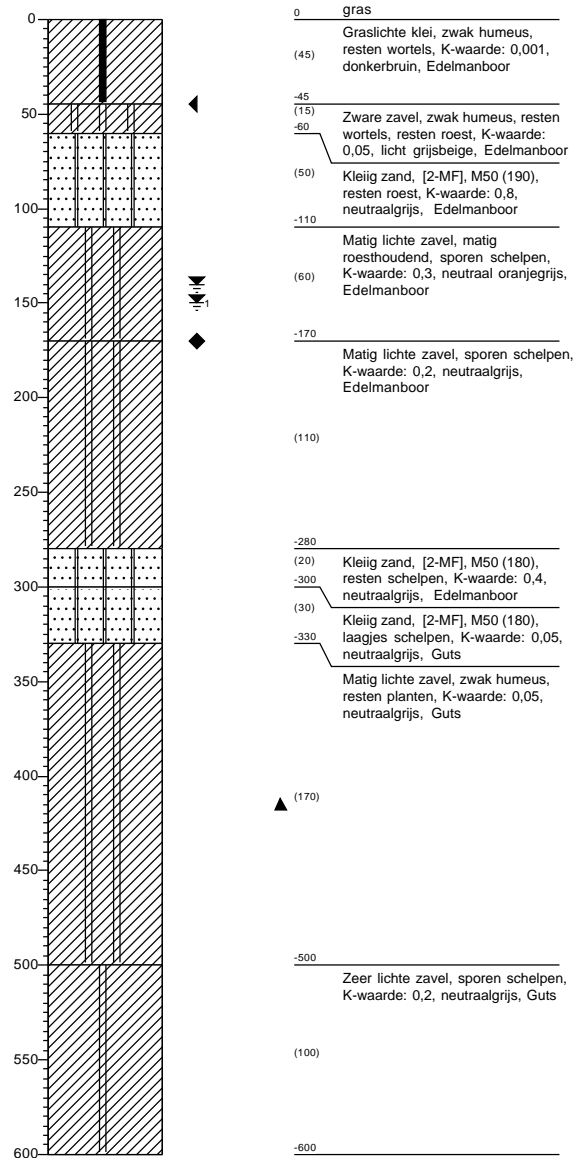 0
50
100
150
200
250
300
350
400
450
500
550
600
1
0
gras
(45)
Graslichte klei, zwak humeus,
resten wortels, K-waarde: 0,001,
donkerbruin, Edelmanboor
-45
(15)
Zware zavel, zwak humeus, resten
wortels, resten roest, K-waarde:
0,05, licht grijsbeige, Edelmanboor
-60
(50)
Kleiig zand, [2-MF], M50 (190),
resten roest, K-waarde: 0,8,
neutraalgrijs, Edelmanboor
-110
(60)
Matig lichte zavel, matig
roesthoudend, sporen schelpen,
K-waarde: 0,3, neutraal oranjegrijs,
Edelmanboor
-170
Matig lichte zavel, sporen schelpen,
K-waarde: 0,2, neutraalgrijs,
Edelmanboor
(110)
-280
(20)
Kleiig zand, [2-MF], M50 (180),
resten schelpen, K-waarde: 0,4,
neutraalgrijs, Edelmanboor
-300
(30)
Kleiig zand, [2-MF], M50 (180),
laagjes schelpen, K-waarde: 0,05,
neutraalgrijs, Guts
-330
Matig lichte zavel, zwak humeus,
resten planten, K-waarde: 0,05,
neutraalgrijs, Guts
(170)
-500
Zeer lichte zavel, sporen schelpen,
K-waarde: 0,2, neutraalgrijs, Guts
(100)
-600